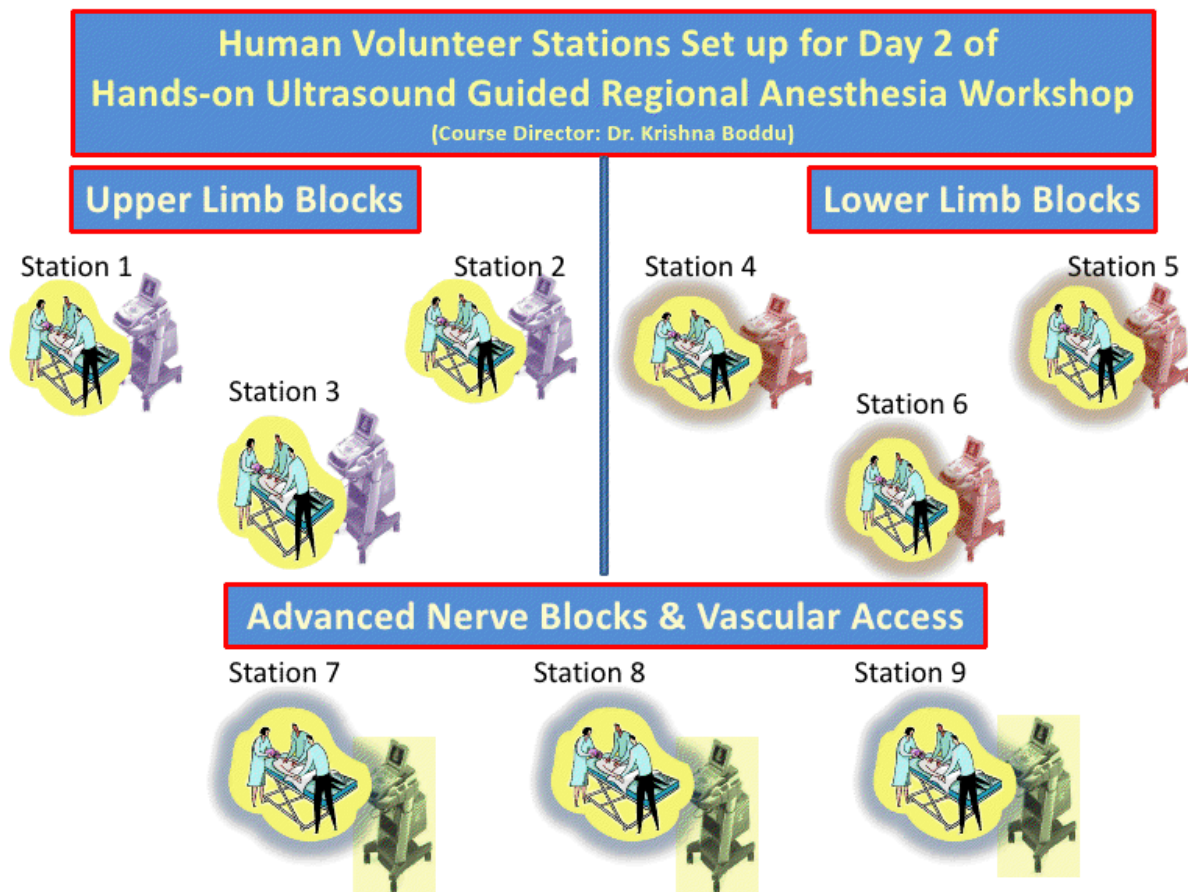 Human Volunteer Stations Set up for Day 2 of
Hands-on Ultrasound Guided Regional Anesthesia Workshop
(Course Director: Dr. Krishna Boddu)
Upper Limb Blocks
Lower Limb Blocks
Station 1
Station 2
Station 3
Station 4
Station 5
Station 6
Advanced Nerve Blocks & Vascular Access
Station 7
Station 8
Station 9